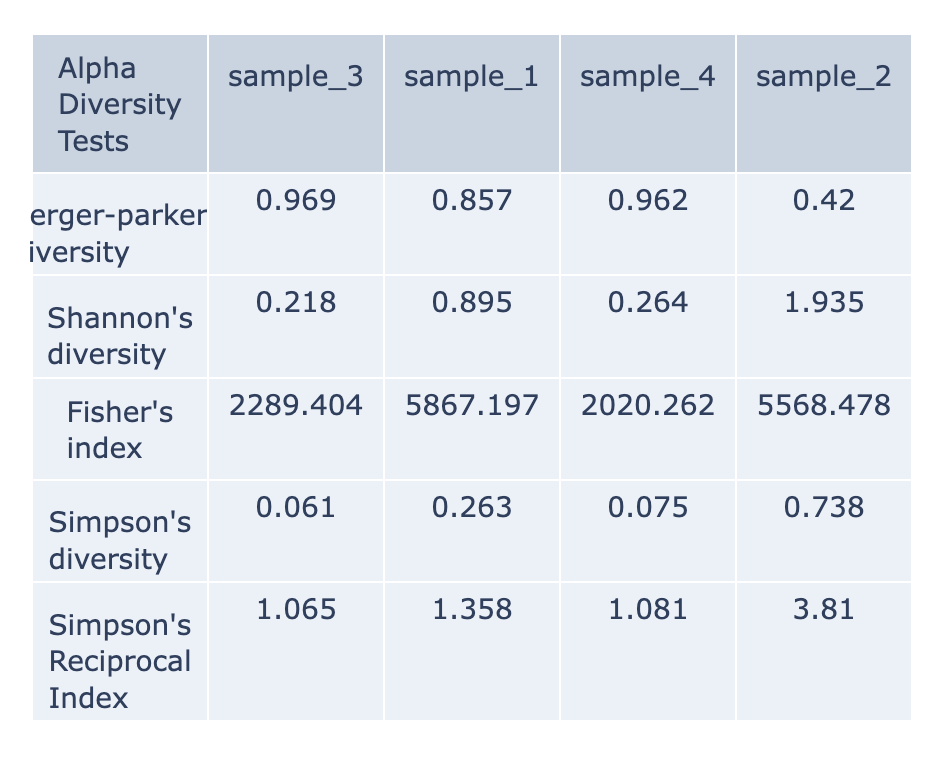 Alpha
Diversity
Tests
sample_3
sample_1
sample_4
sample_2
erger-parker
iversity
0.969
0.857
0.962
0.42
Shannon's
diversity
0.218
0.895
0.264
1.935
Fisher's
index
2289.404
5867.197
2020.262
5568.478
Simpson's
diversity
0.061
0.263
0.075
0.738
Simpson's
Reciprocal
Index
1.065
1.358
1.081
3.81